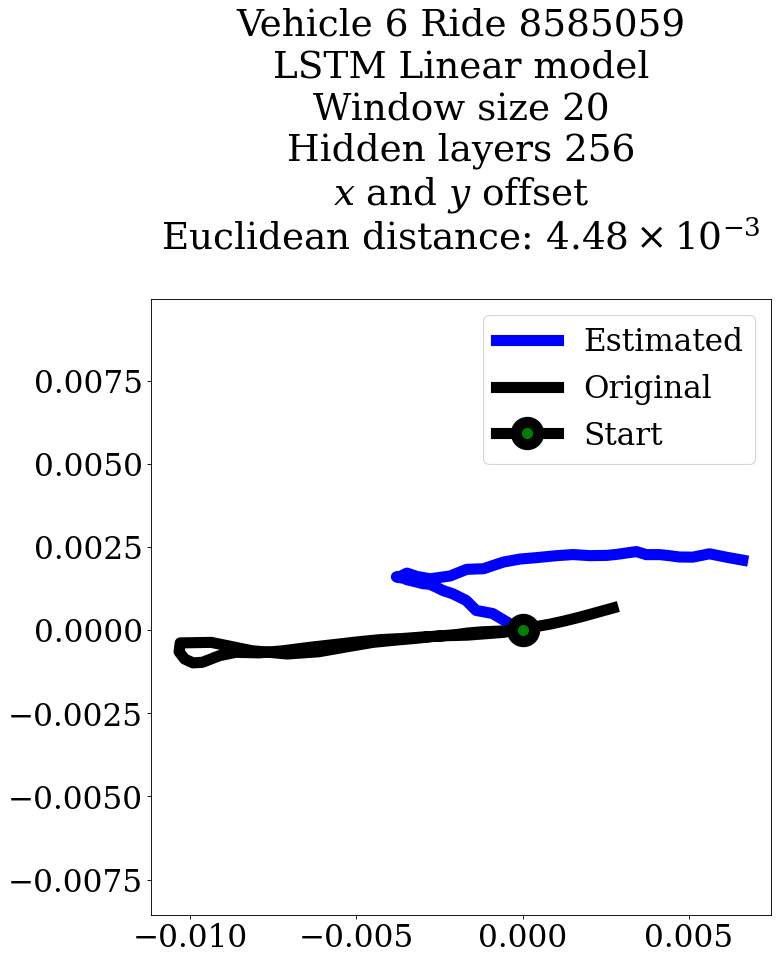 Vehicle 6 Ride 8585059
LSTM Linear model
Window size 20
Hidden layers 256
x and y offset
Euclidean distance: 4.48 × 10⁻³
Estimated
Original
Start
0.0075
0.0050
0.0025
0.0000
−0.0025
−0.0050
−0.0075
−0.010 −0.005 0.000 0.005